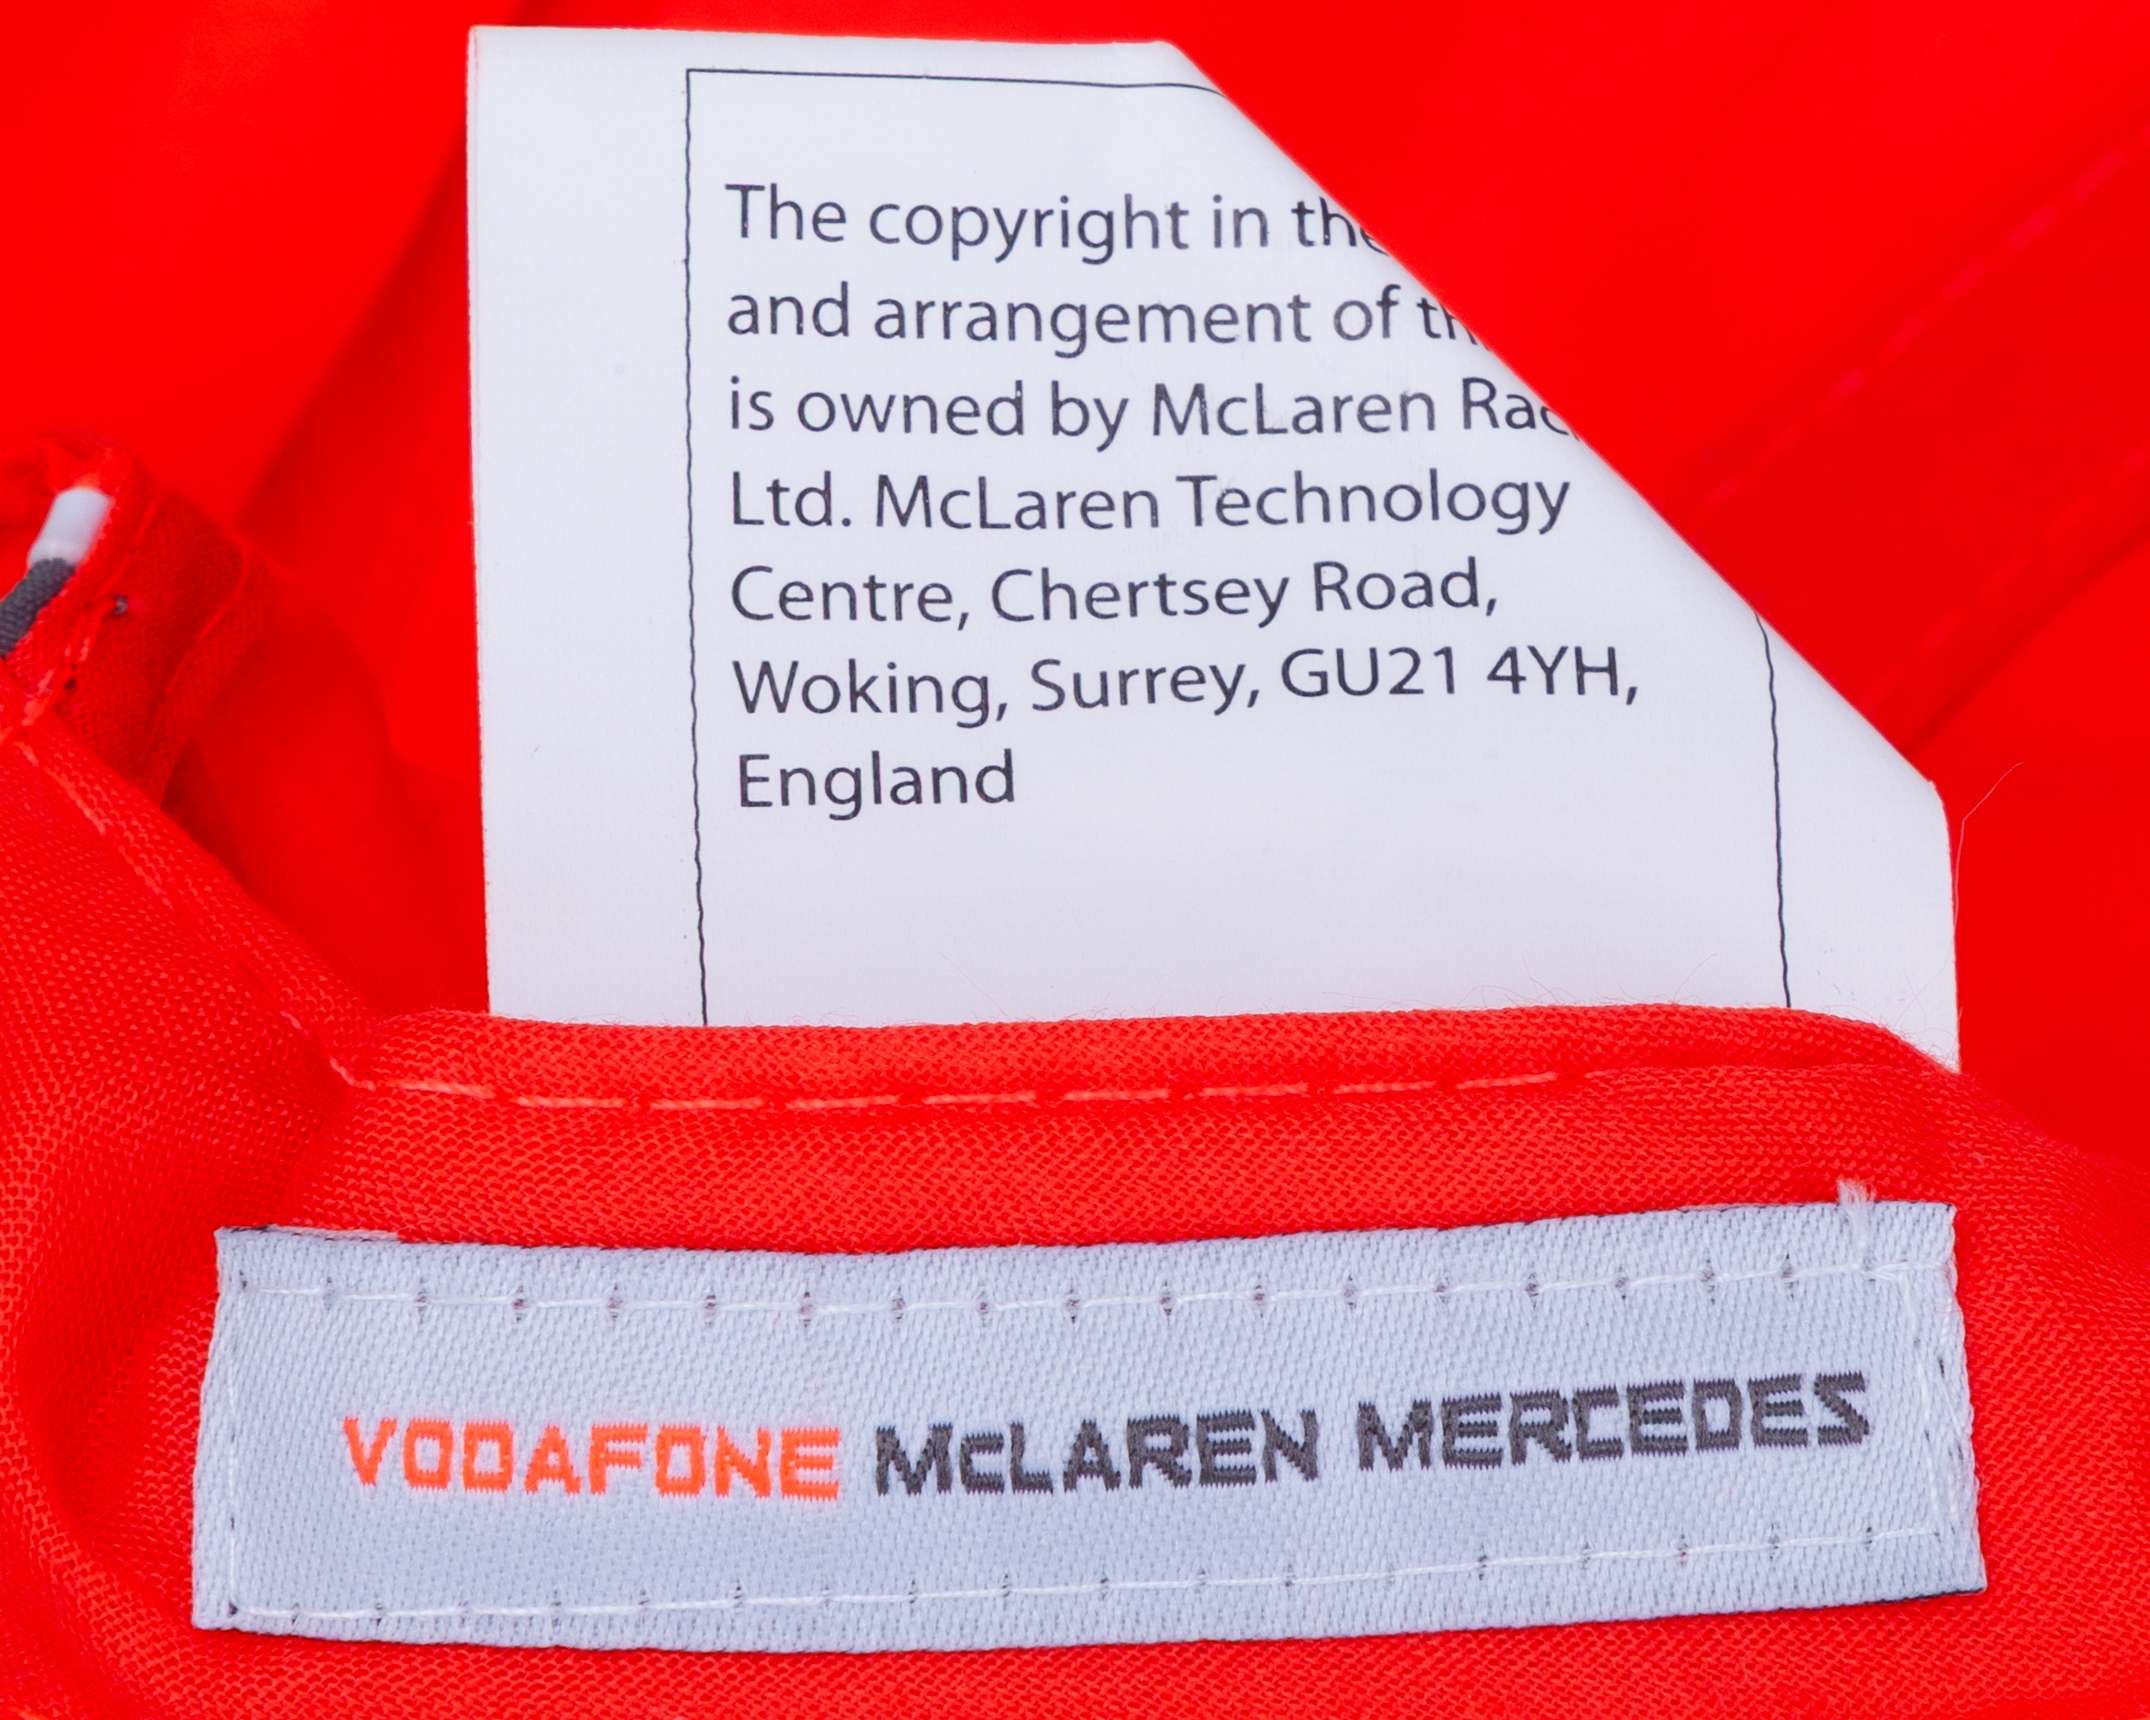 The copyright in the
and arrangement of
is owned by McLaren
Ltd. McLaren Technology
Centre, Chertsey Road,
Woking, Surrey, GU21 4YH,
England
VODAFONE McLAREN MERCEDES